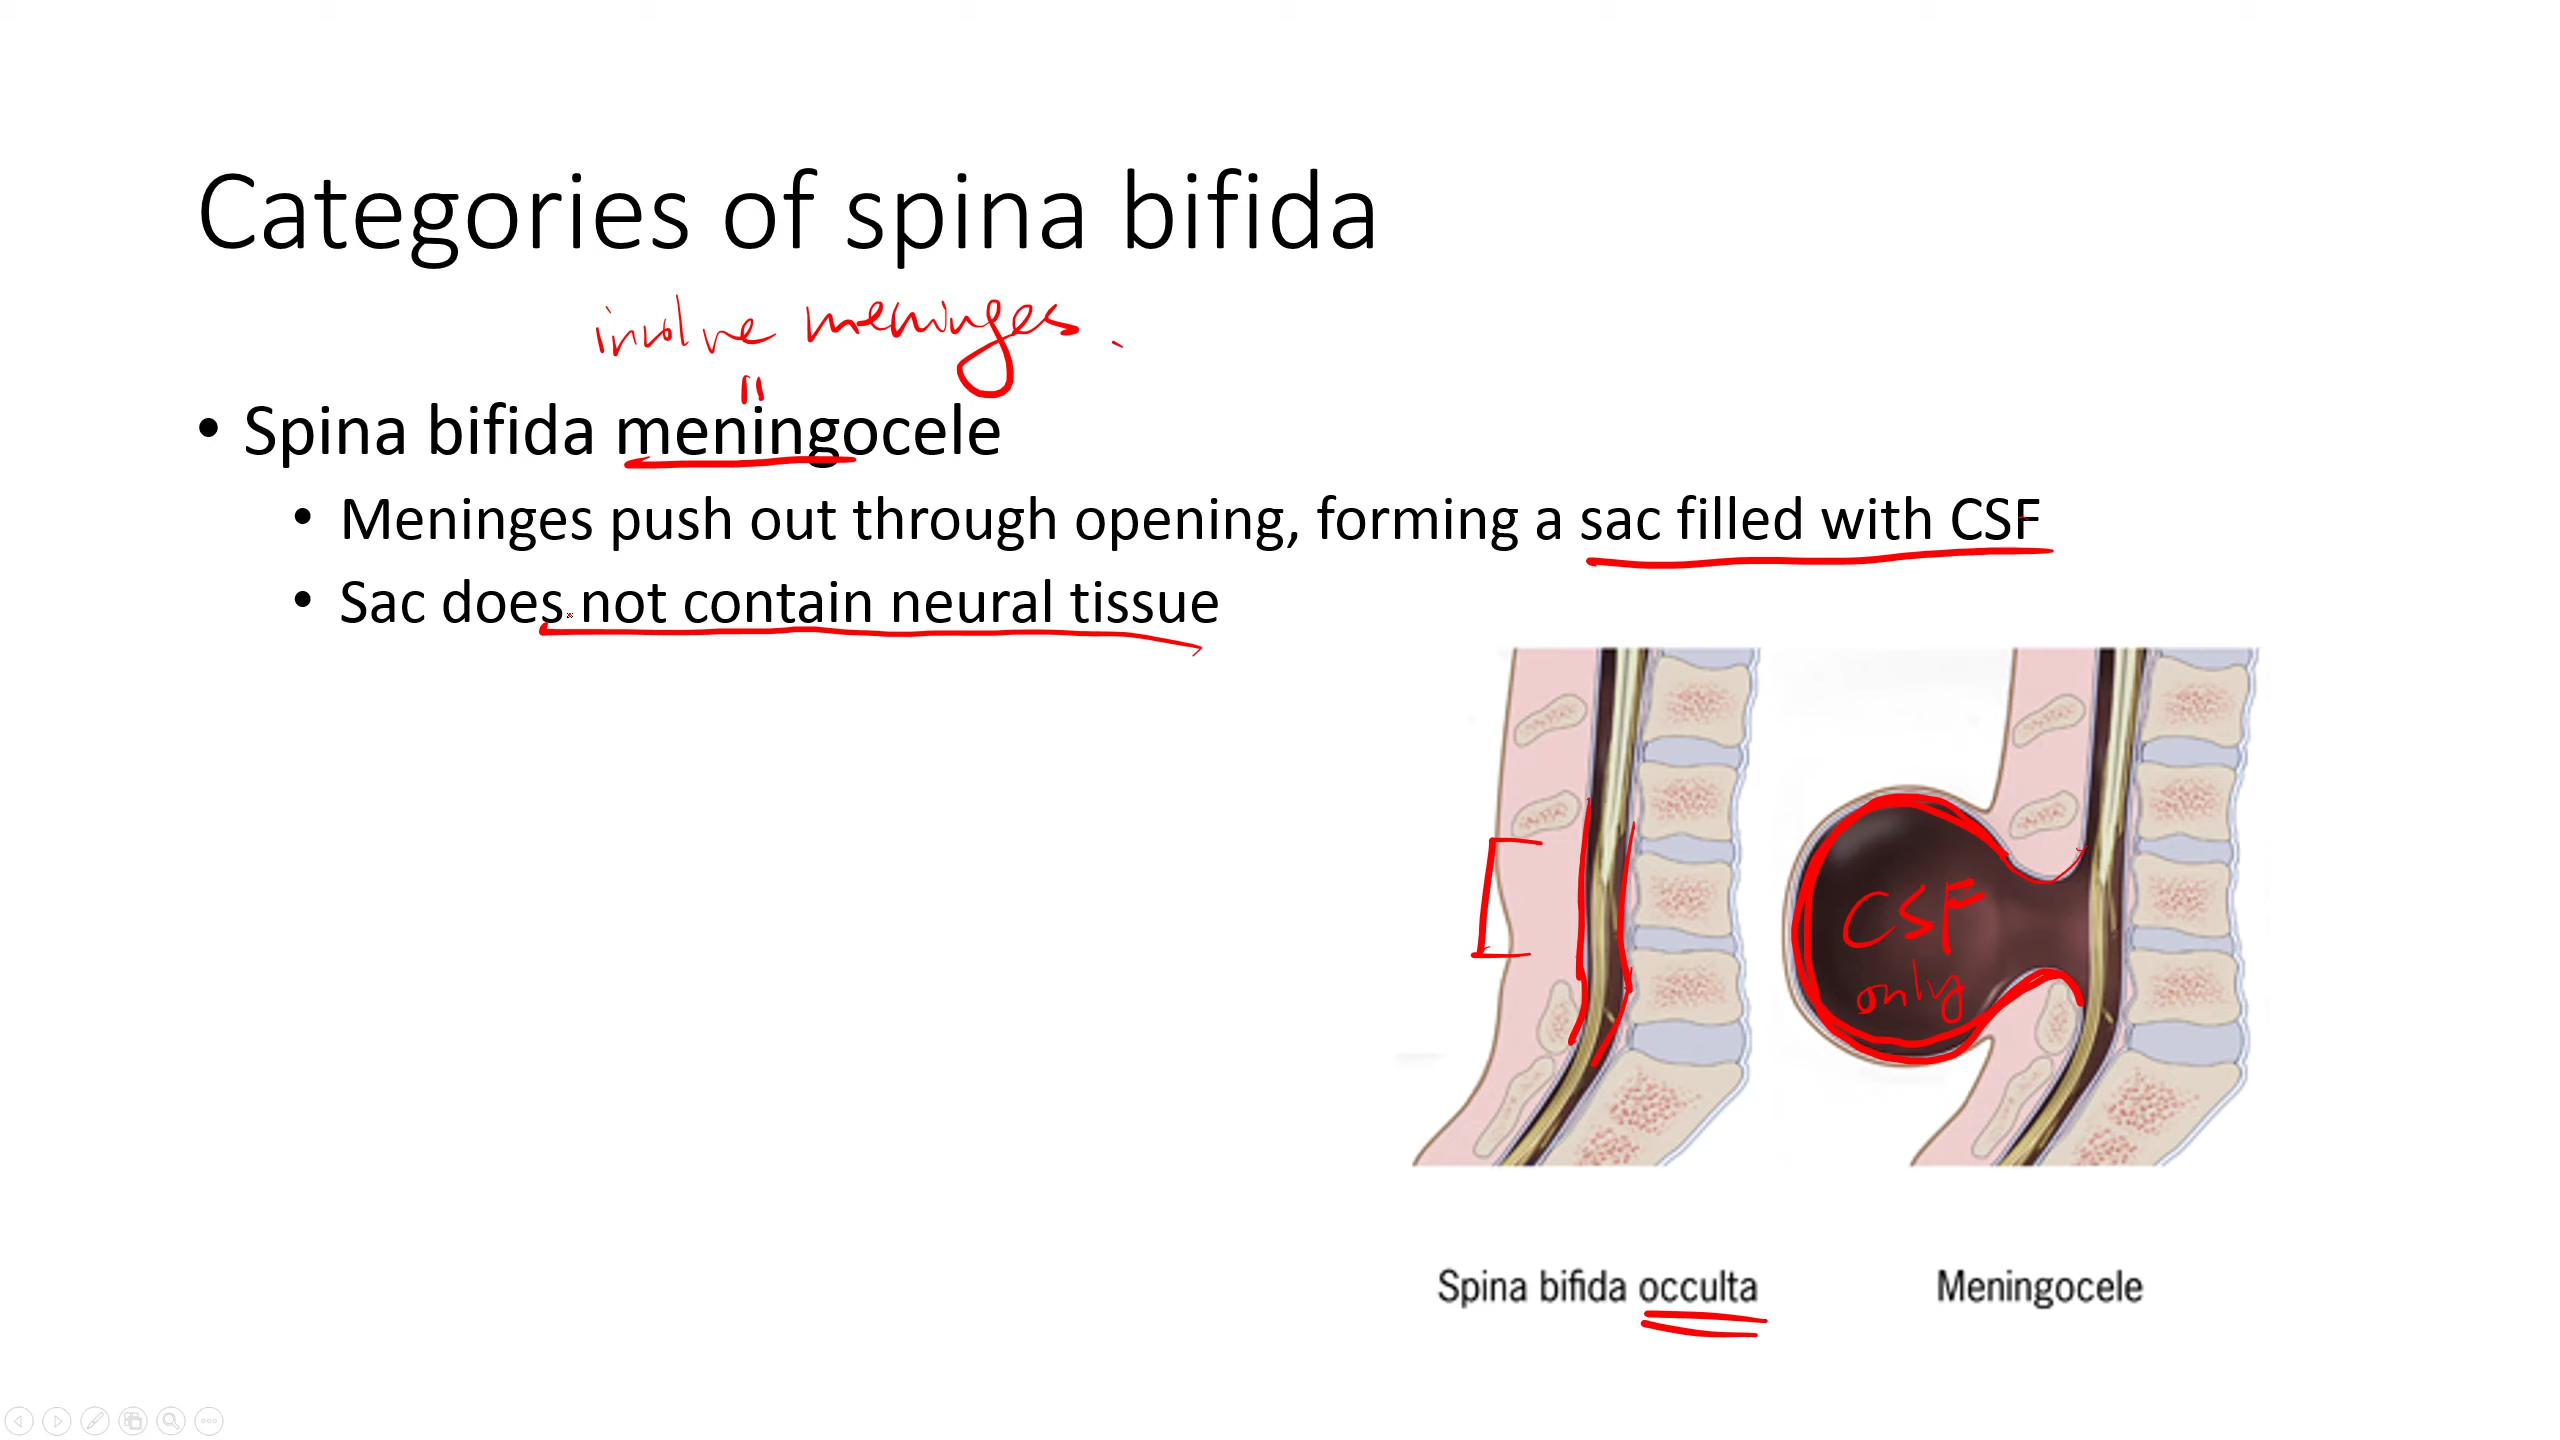 Categories of spina bifida
involve meninges.
• Spina bifida meningocele
• Meninges push out through opening, forming a sac filled with CSF
• Sac does not contain neural tissue
CSF
only
Spina bifida occulta
Meningocele